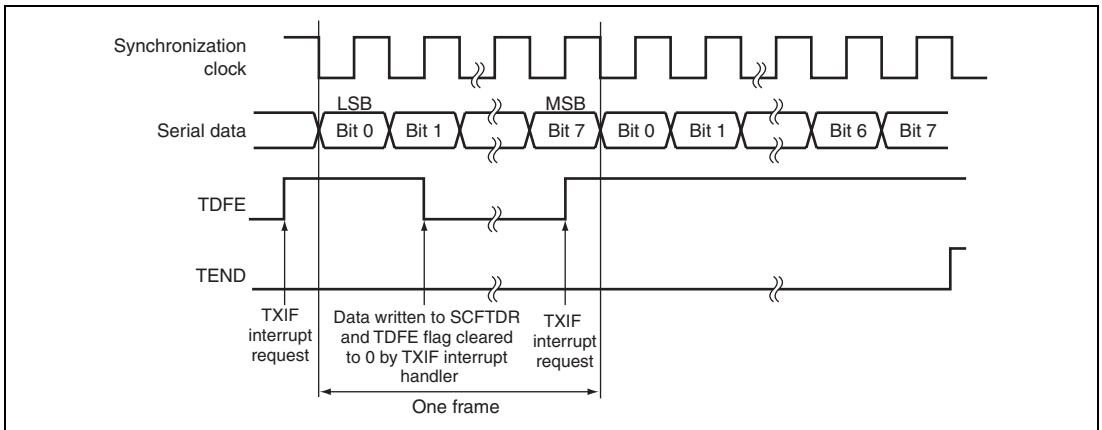 Synchronization
clock
LSB
MSB
Serial data
Bit 0
Bit 1
Bit 7
Bit 0
Bit 1
Bit 6
Bit 7
TDFE
TEND
TXIF
interrupt
request
Data written to SCFTDR
and TDFE flag cleared
to 0 by TXIF interrupt
handler
TXIF
interrupt
request
One frame